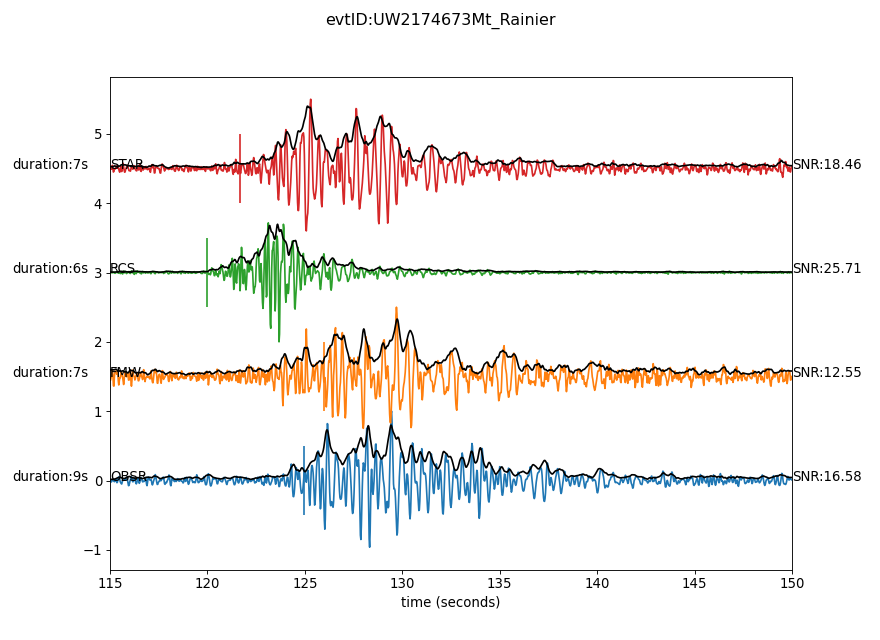 evtID:UW2174673Mt_Rainier
5
duration:7s STAR SNR:18.46
4
duration:6s RCS SNR:25.71
3
2
duration:7s FMW SNR:12.55
1
duration:9s OBSR SNR:16.58
0
−1
115 120 125 130 135 140 145 150
time (seconds)